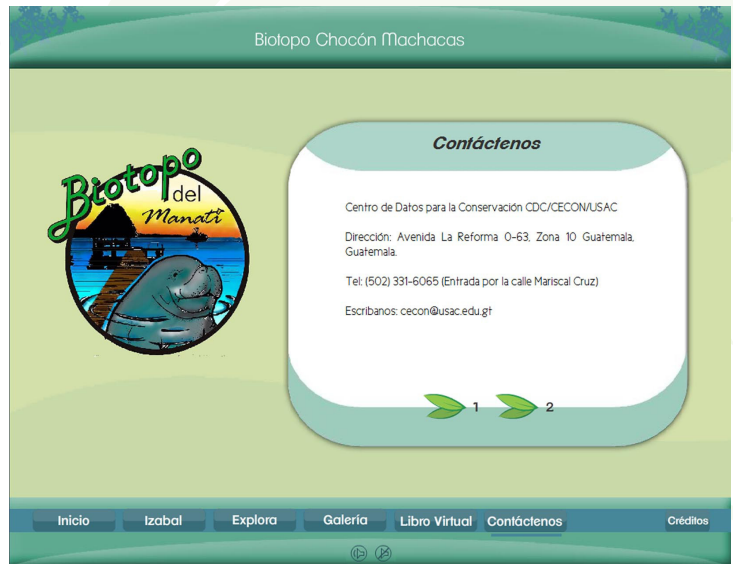 Biotopo Chocón Machacas
Biotopo
del
Manatí
Contáctenos
Centro de Datos para la Conservación CDC/CECON/USAC
Dirección: Avenida La Reforma 0-63, Zona 10 Guatemala,
Guatemala.
Tel: (502) 331-6065 (Entrada por la calle Mariscal Cruz)
Escribanos: cecon@usac.edu.gt
1 2
Inicio Izabal Explora Galería Libro Virtual Contáctenos Créditos